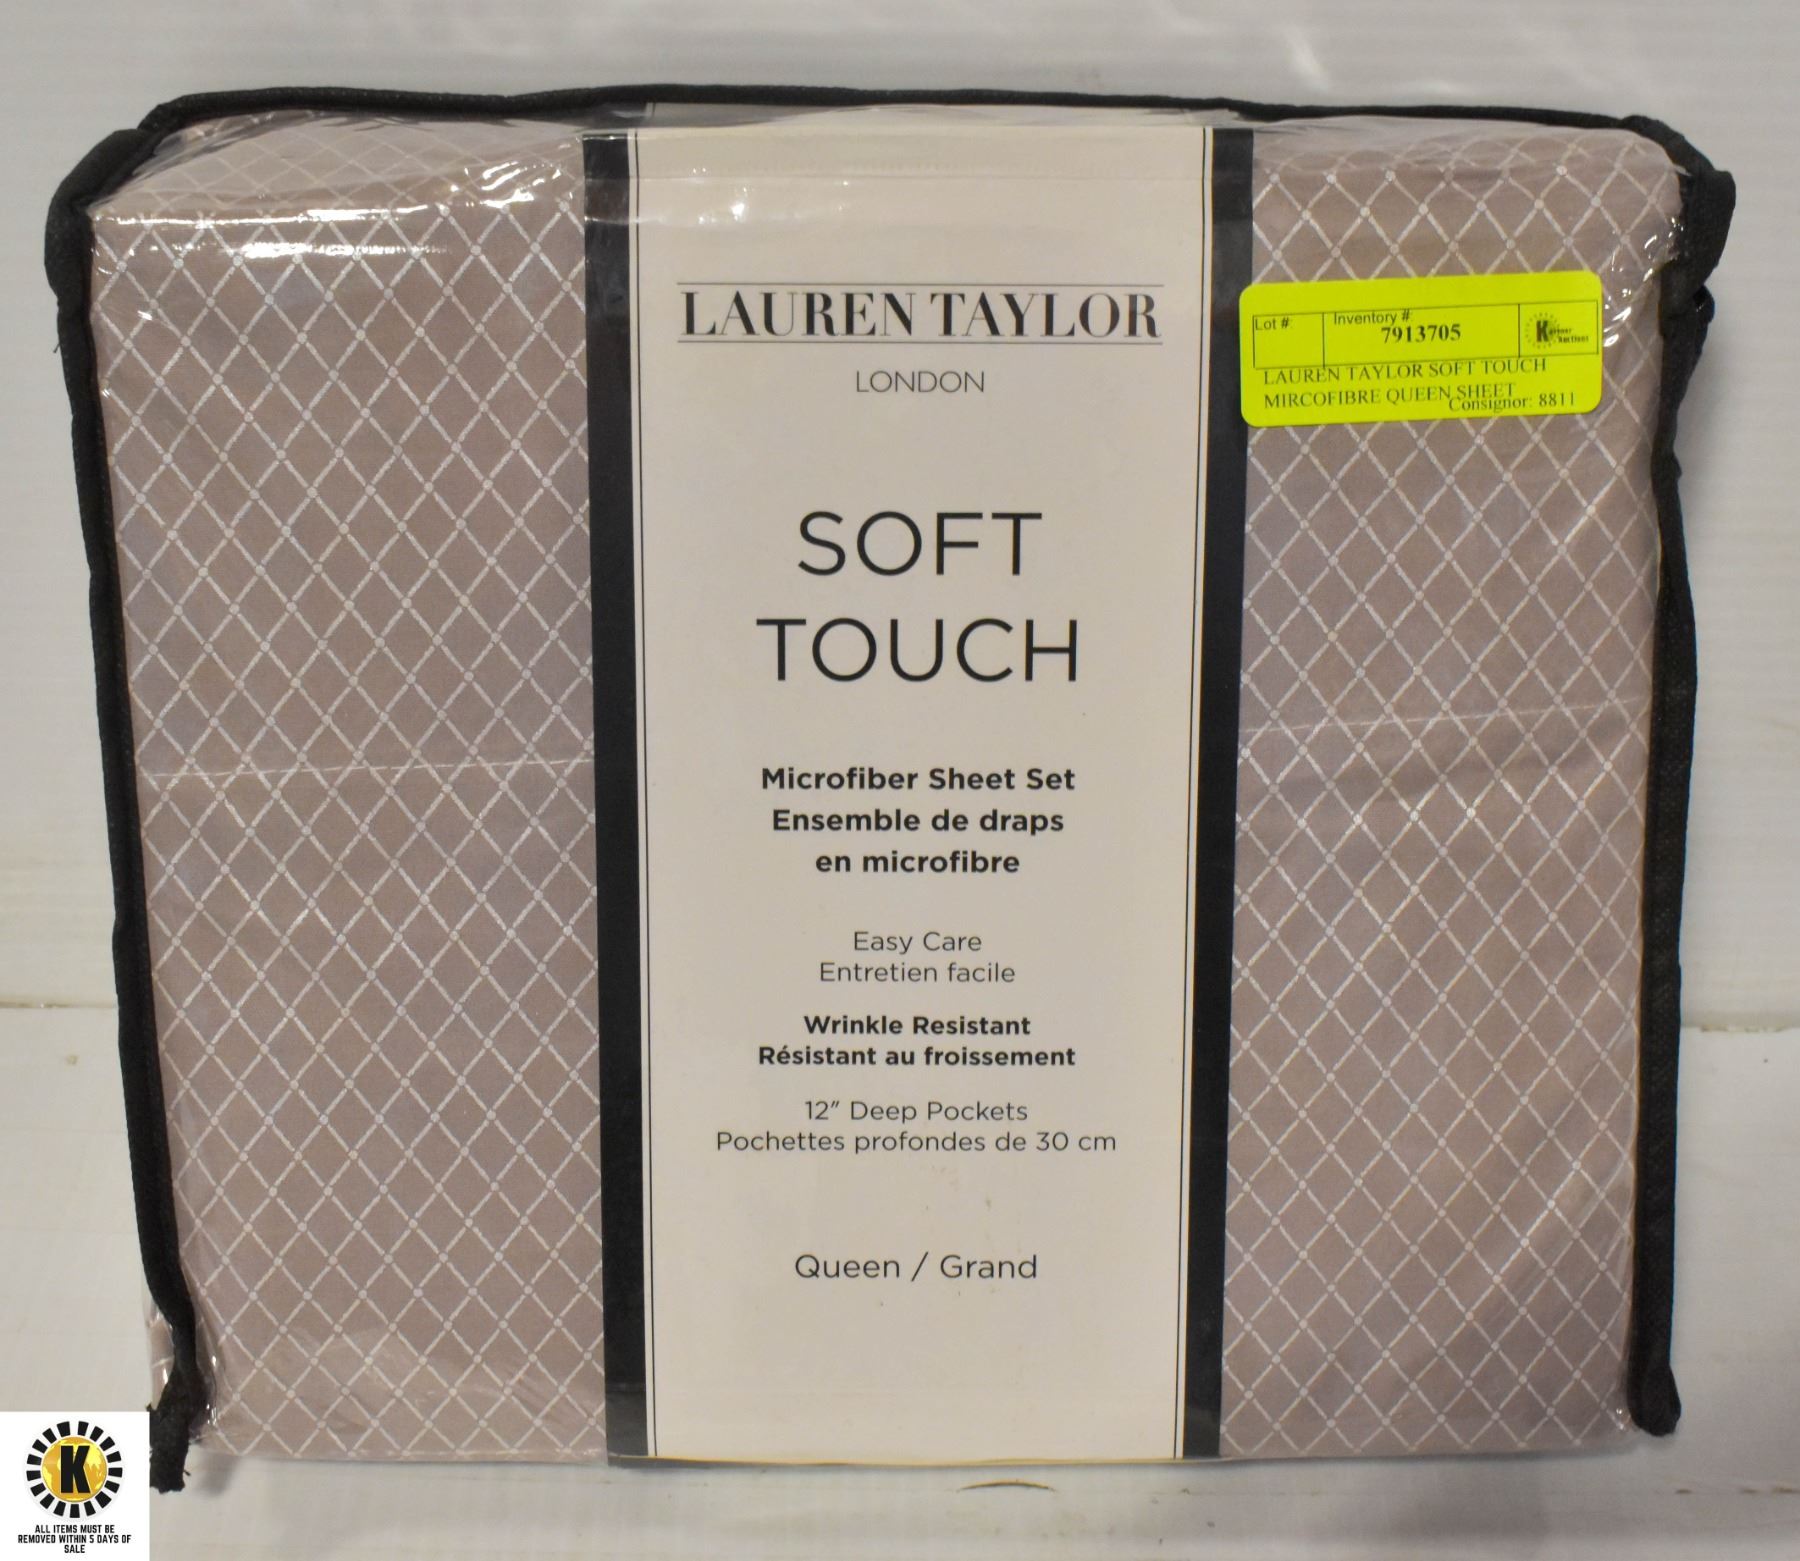 LAUREN TAYLOR
LONDON
SOFT
TOUCH
Microfiber Sheet Set
Ensemble de draps
en microfibre
Easy Care
Entretien facile
Wrinkle Resistant
Résistant au froissement
12" Deep Pockets
Pochettes profondes de 30 cm
Queen / Grand
Lot #:
Inventory #:
7913705
Kastner
Auctions
LAUREN TAYLOR SOFT TOUCH
MIRCOFIBRE QUEEN SHEET
Consignor: 8811
K
ALL ITEMS MUST BE
REMOVED WITHIN 5 DAYS OF
SALE